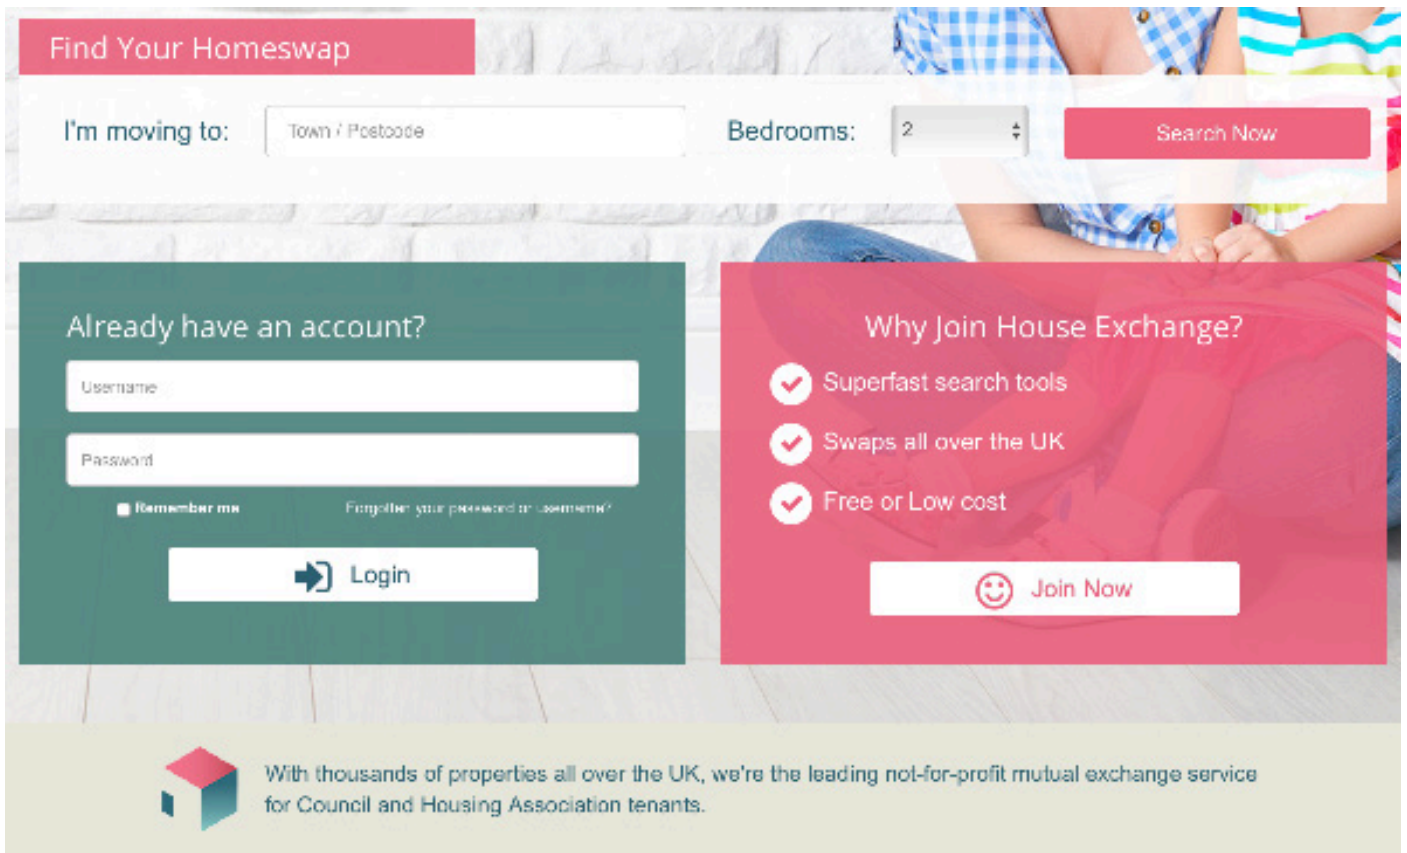 Find Your Homeswap
I'm moving to: Town / Postcode Bedrooms: 2 Search Now
Already have an account?
Username
Password
Remember me Forgotten your password or username?
Login
Why Join House Exchange?
Superfast search tools
Swaps all over the UK
Free or Low cost
Join Now
With thousands of properties all over the UK, we're the leading not-for-profit mutual exchange service
for Council and Housing Association tenants.